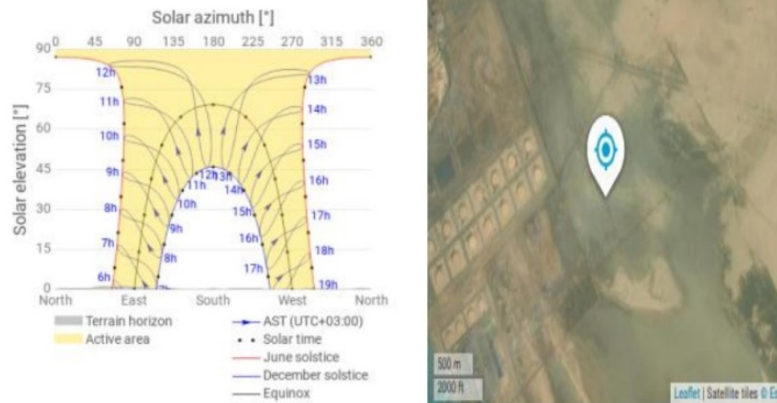 Solar azimuth [°]
0 45 90 135 180 225 270 315 360
Solar elevation [°]
90
75
60
45
30
15
0
12h
11h
10h
9h
8h
7h
6h
13h
14h
15h
16h
17h
18h
19h
12h 13h
11h 14h
10h 15h
9h 16h
8h 17h
North East South West North
Terrain horizon
Active area
AST (UTC+03:00)
Solar time
June solstice
December solstice
Equinox
500 m
2000 ft
Leaflet | Satellite tiles ©